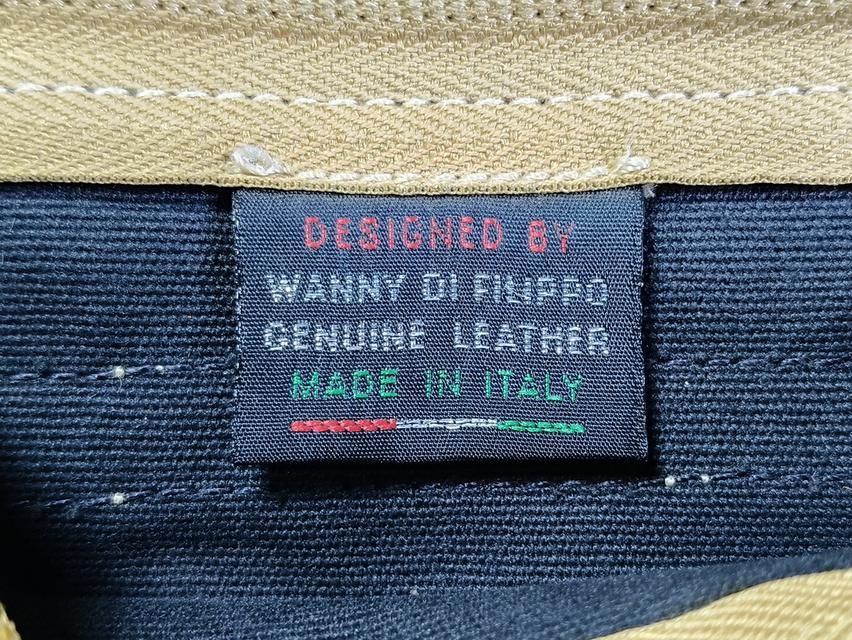 DESIGNED BY
WANNY DI FILIPPO
GENUINE LEATHER
MADE IN ITALY